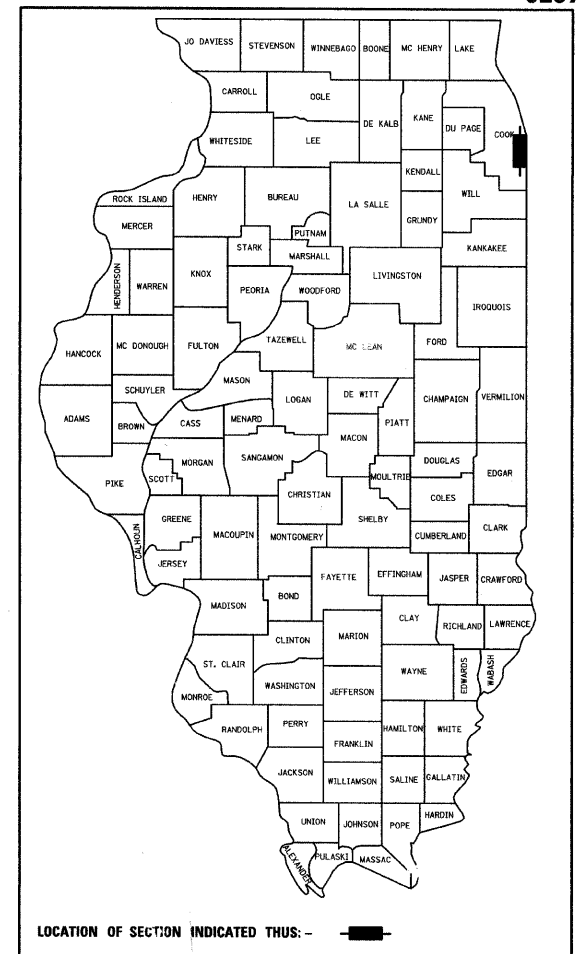 JO DAVIESS STEVENSON WINNEBAGO BOONE MC HENRY LAKE
CARROLL OGLE
DE KALB KANE DU PAGE COOK
WHITESIDE LEE
KENDALL WILL
ROCK ISLAND HENRY BUREAU LA SALLE GRUNDY
MERCER PUTNAM
STARK MARSHALL KANKAKEE
HENDERSON WARREN KNOX PEORIA WOODFORD LIVINGSTON IROQUOIS
HANCOCK MC DONOUGH FULTON TAZEWELL MC LEAN FORD
MASON
SCHUYLER LOGAN DE WITT CHAMPAIGN VERMILION
ADAMS BROWN CASS MENARD MACON PIATT
MORGAN SANGAMON DOUGLAS
PIKE SCOTT CHRISTIAN MOULTRIE COLES EDGAR
GREENE MACOUPIN MONTGOMERY SHELBY CUMBERLAND CLARK
CALHOUN JERSEY
FAYETTE EFFINGHAM JASPER CRAWFORD
MADISON BOND
CLAY RICHLAND LAWRENCE
CLINTON MARION
ST. CLAIR WAYNE EDWARDS WABASH
WASHINGTON JEFFERSON
MONROE
RANDOLPH PERRY HAMILTON WHITE
FRANKLIN
JACKSON WILLIAMSON SALINE GALLATIN
UNION JOHNSON POPE HARDIN
ALEXANDER PULASKI MASSAC
LOCATION OF SECTION INDICATED THUS: -